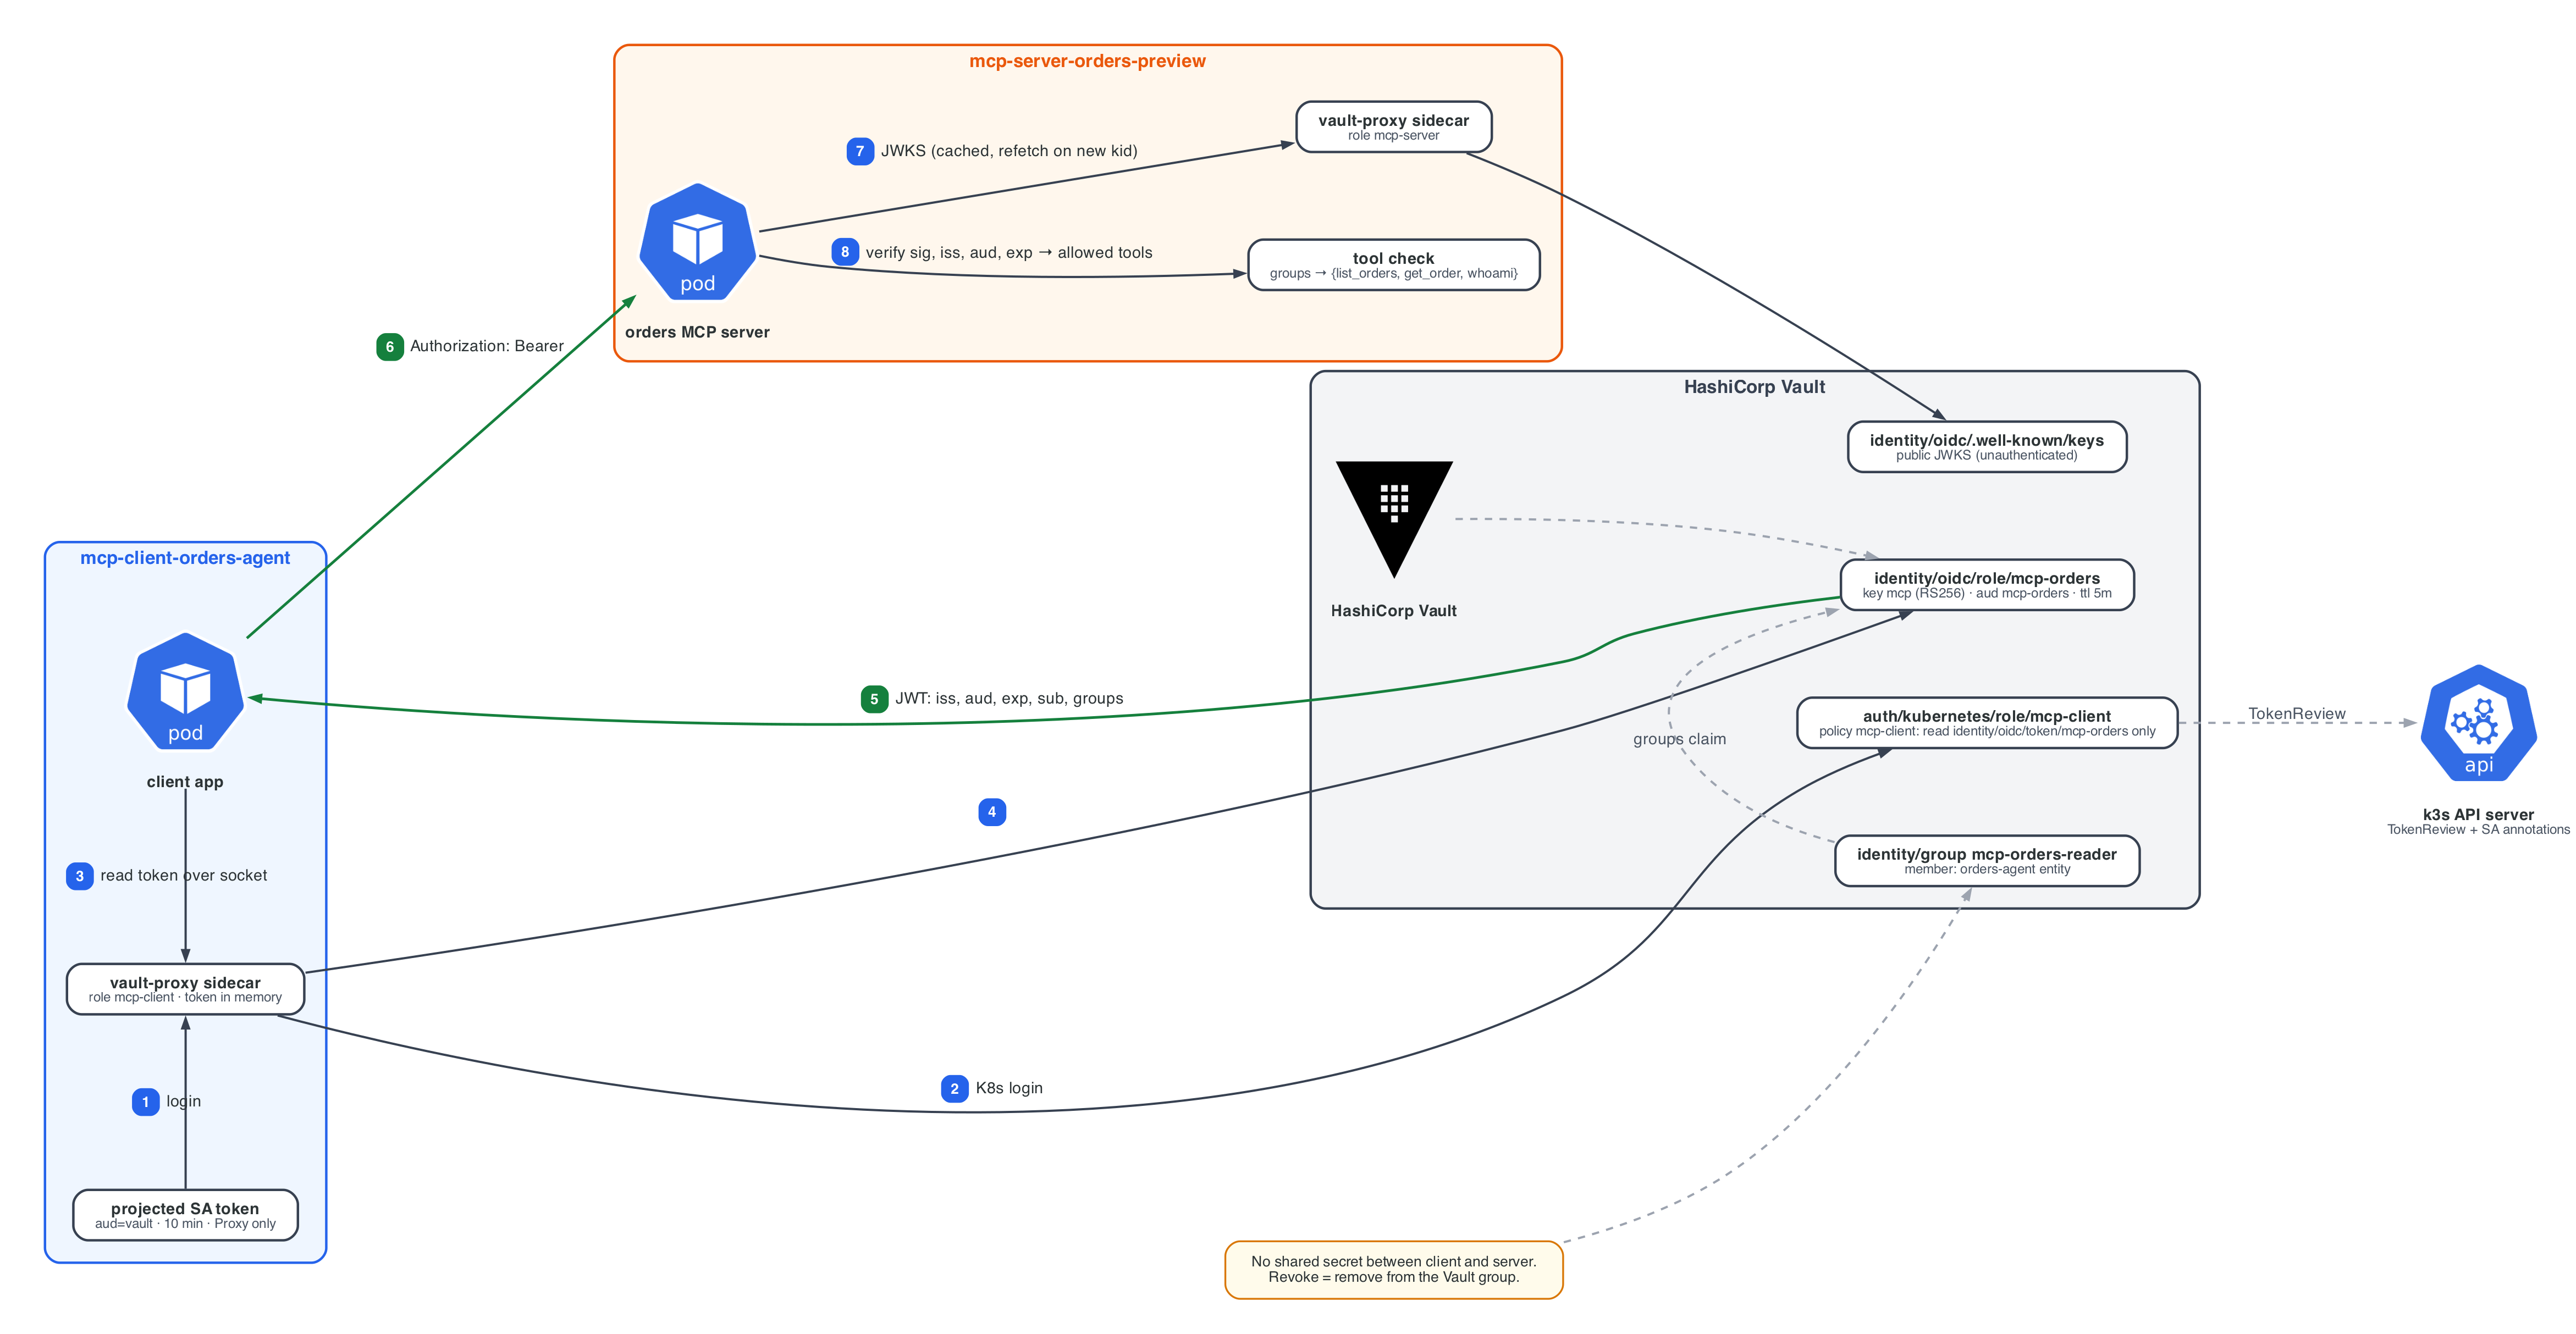 mcp-server-orders-preview
vault-proxy sidecar
role mcp-server
7 JWKS (cached, refetch on new kid)
8 verify sig, iss, aud, exp → allowed tools
tool check
groups → {list_orders, get_order, whoami}
pod
orders MCP server
6 Authorization: Bearer
HashiCorp Vault
identity/oidc/.well-known/keys
public JWKS (unauthenticated)
HashiCorp Vault
identity/oidc/role/mcp-orders
key mcp (RS256) · aud mcp-orders · ttl 5m
mcp-client-orders-agent
pod
client app
5 JWT: iss, aud, exp, sub, groups
groups claim
auth/kubernetes/role/mcp-client
policy mcp-client: read identity/oidc/token/mcp-orders only
TokenReview
api
k3s API server
TokenReview + SA annotations
4
identity/group mcp-orders-reader
member: orders-agent entity
3 read token over socket
vault-proxy sidecar
role mcp-client · token in memory
2 K8s login
1 login
projected SA token
aud=vault · 10 min · Proxy only
No shared secret between client and server.
Revoke = remove from the Vault group.